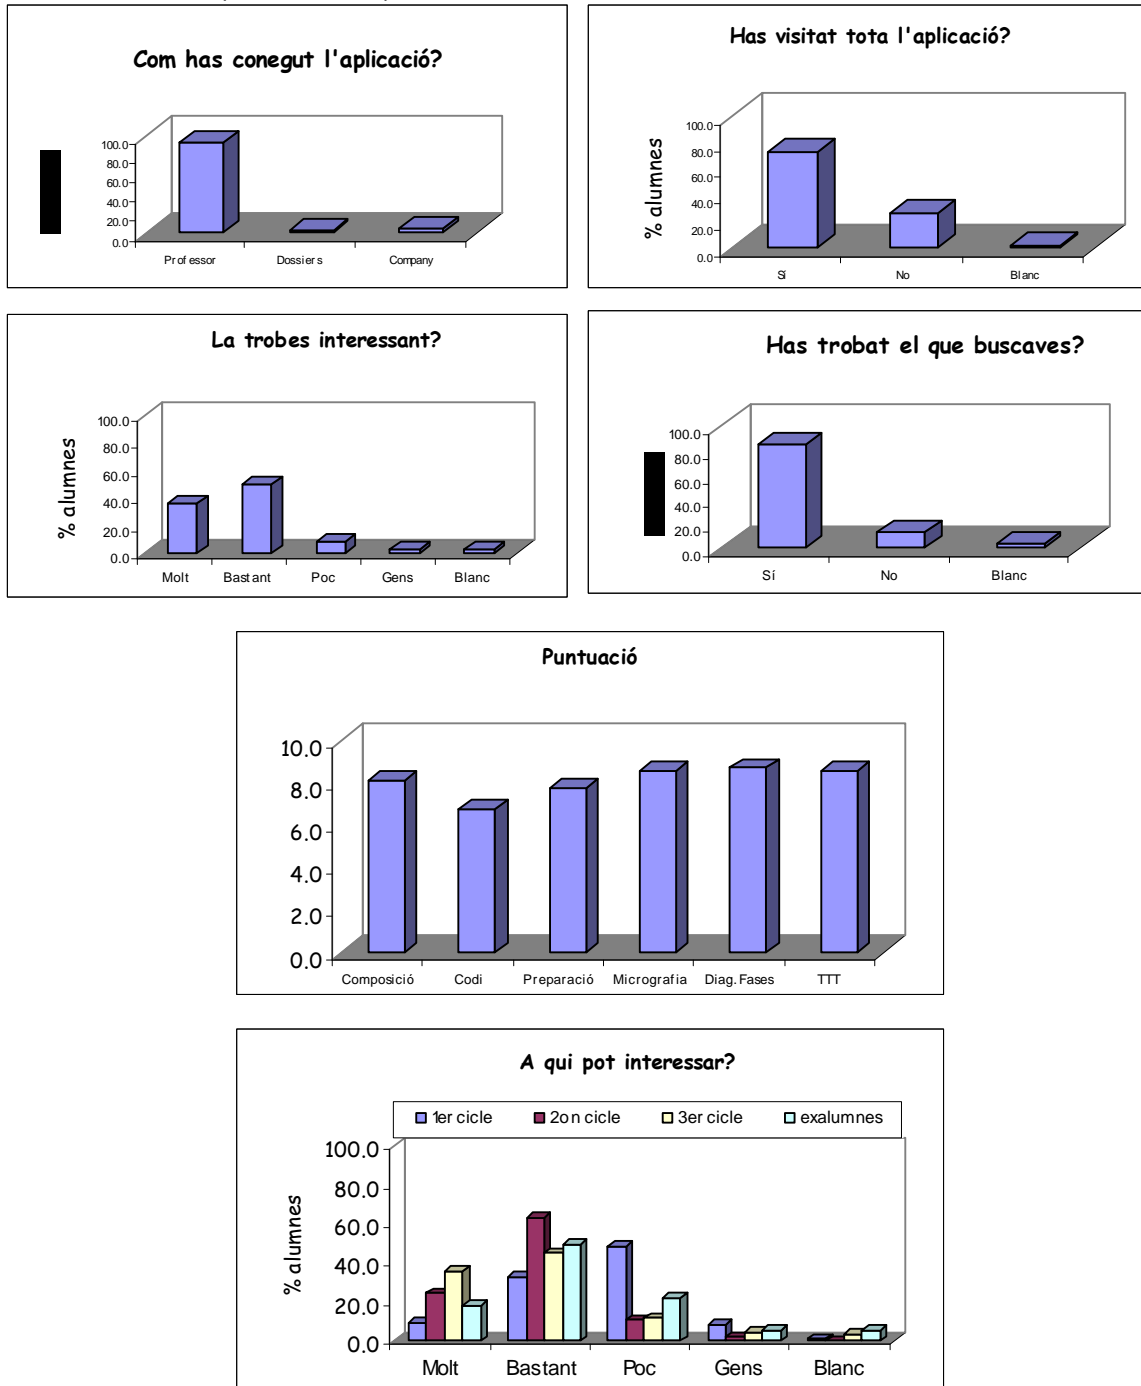 Com has conegut l'aplicació?
100.0
80.0
60.0
40.0
20.0
0.0
Professor Dossiers Company
Has visitat tota l'aplicació?
% alumnes
100.0
80.0
60.0
40.0
20.0
0.0
Sí No Blanc
La trobes interessant?
% alumnes
100.0
80.0
60.0
40.0
20.0
0.0
Molt Bastant Poc Gens Blanc
Has trobat el que buscaves?
100.0
80.0
60.0
40.0
20.0
0.0
Sí No Blanc
Puntuació
10.0
8.0
6.0
4.0
2.0
0.0
Composició Codi Preparació Micrografia Diag. Fases TTT
A qui pot interessar?
1er cicle 2on cicle 3er cicle exalumnes
% alumnes
100.0
80.0
60.0
40.0
20.0
0.0
Molt Bastant Poc Gens Blanc